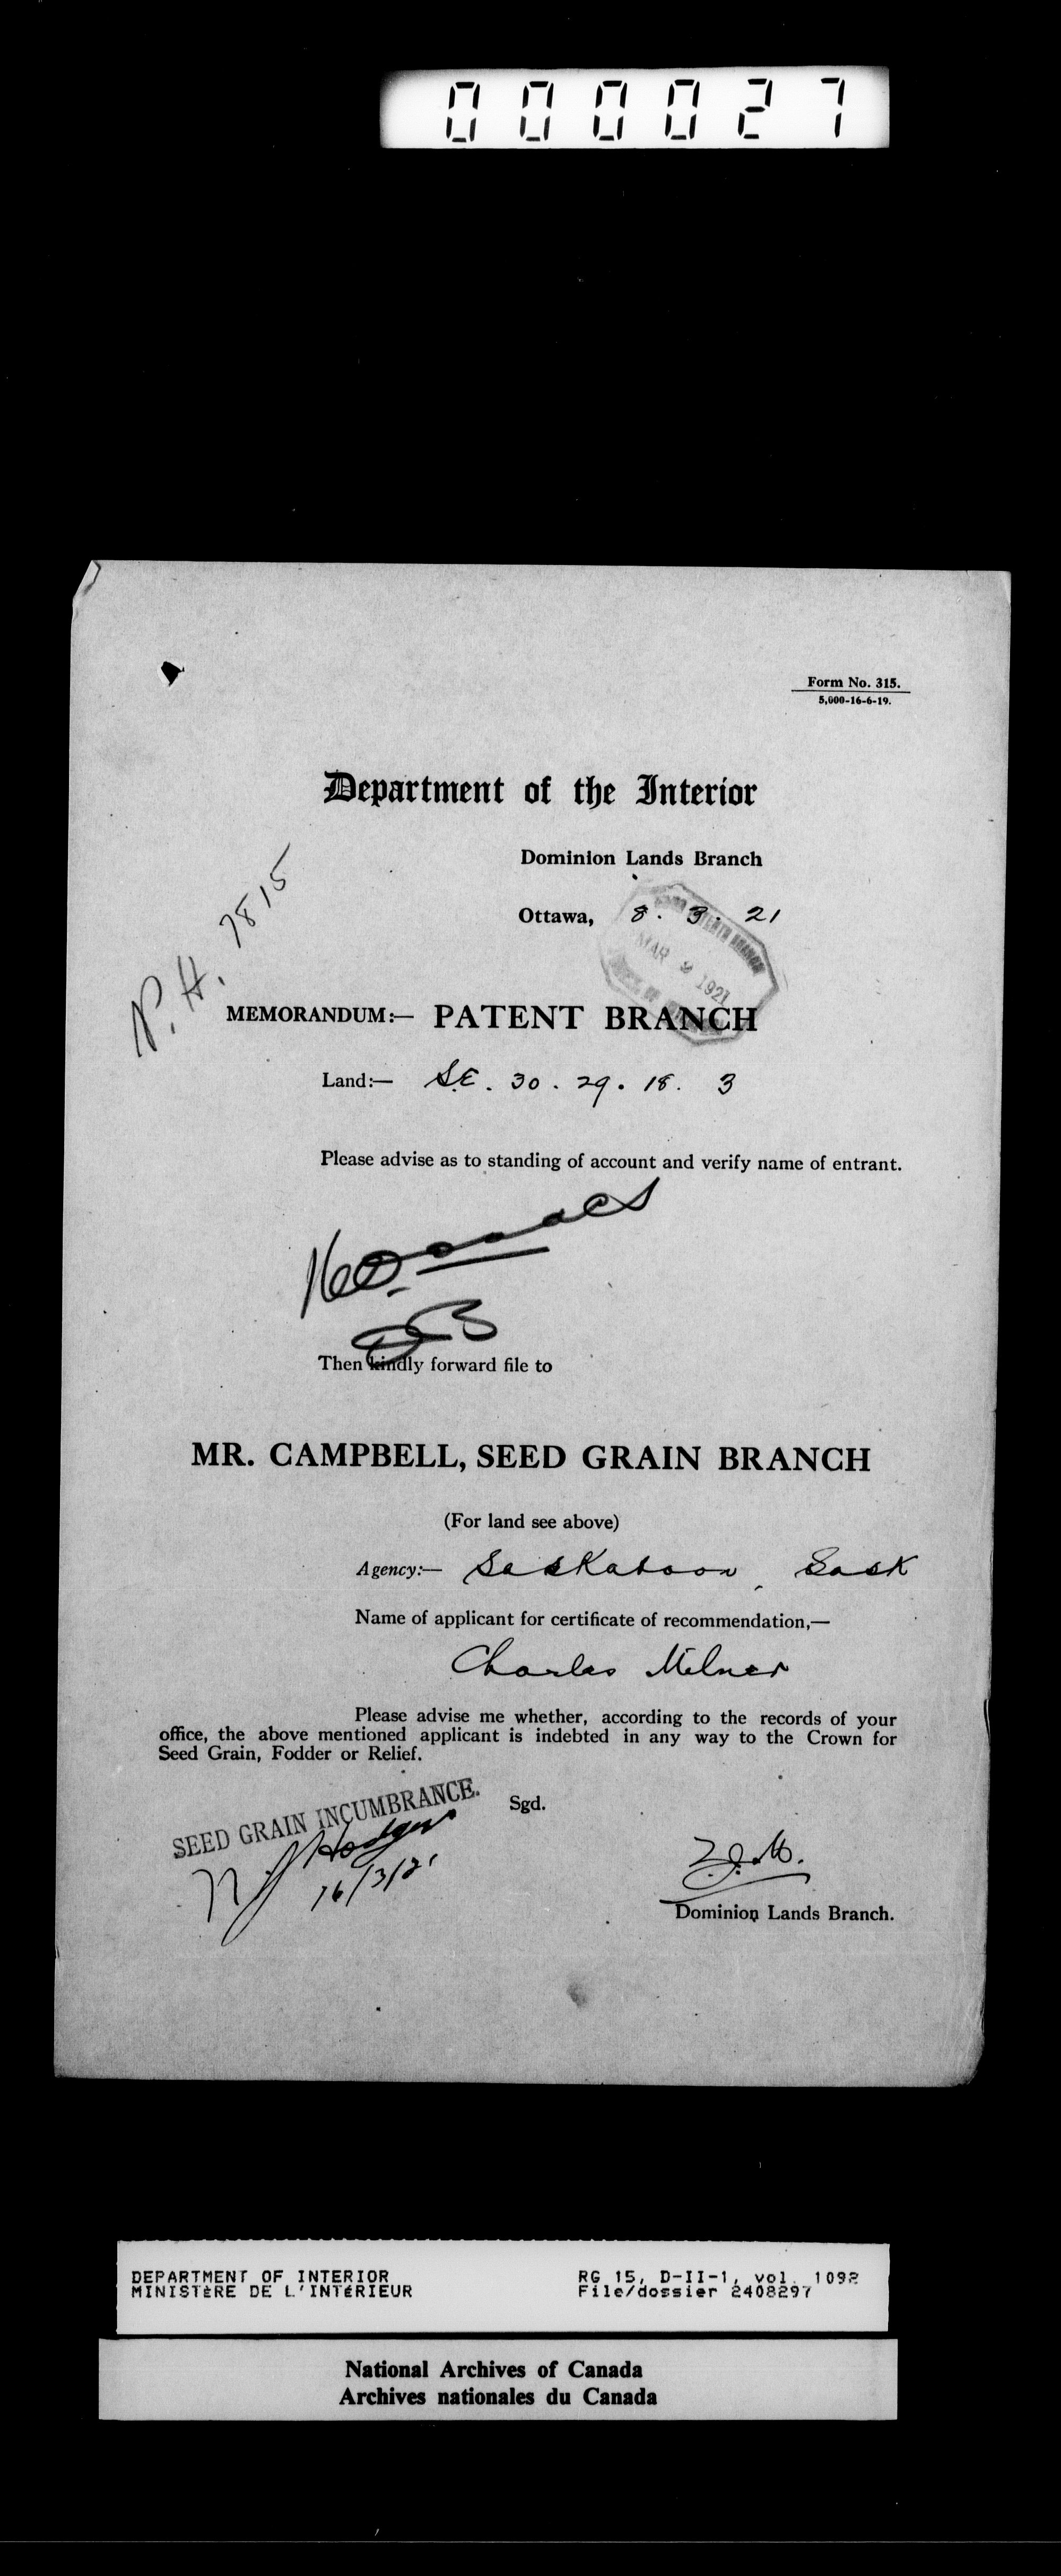 000027
Form No. 315.
5,000-16-6-19.
Department of the Interior
Dominion Lands Branch
Ottawa, 8. 3. 21
MAR 1921
P.H. 7815
MEMORANDUM:— PATENT BRANCH
Land:— S.E. 30. 29. 18. 3
Please advise as to standing of account and verify name of entrant.
Then kindly forward file to
MR. CAMPBELL, SEED GRAIN BRANCH
(For land see above)
Agency:— Saskatoon, Sask
Name of applicant for certificate of recommendation,—
Charles Milner
Please advise me whether, according to the records of your
office, the above mentioned applicant is indebted in any way to the Crown for
Seed Grain, Fodder or Relief.
SEED GRAIN INCUMBRANCE.
Sgd.
16/3/21
Dominion Lands Branch.
DEPARTMENT OF INTERIOR
MINISTÈRE DE L'INTÉRIEUR
RG 15, D-II-1, vol. 1092
File/dossier 2408297
National Archives of Canada
Archives nationales du Canada